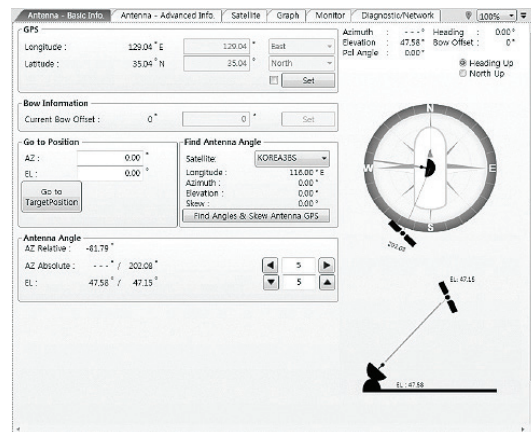 Antenna - Basic Info. Antenna - Advanced Info. Satellite Graph Monitor Diagnostic/Network 100%
GPS
Longitude : 129.04 ° E 129.04 ° East
Latitude : 35.04 ° N 35.04 ° North
Set
Bow Information
Current Bow Offset : 0 ° 0 ° Set
Go to Position
AZ : 0.00 °
EL : 0.00 °
Go to
TargetPosition
Find Antenna Angle
Satellite: KOREA3BS
Longitude : 116.00 ° E
Azimuth : 0.00 °
Elevation : 0.00 °
Skew : 0.00 °
Find Angles & Skew Antenna GPS
Antenna Angle
AZ Relative : -61.79 °
AZ Absolute : - - - ° / 202.08 ° 5
EL : 47.58 ° / 47.15 ° 5
Azimuth : - - - ° Heading : 0.00 °
Elevation : 47.58 ° Bow Offset : 0 °
Pol Angle : 0.00 °
Heading Up
North Up
N
W
E
S
202.08
EL: 47.15
EL : 47.58